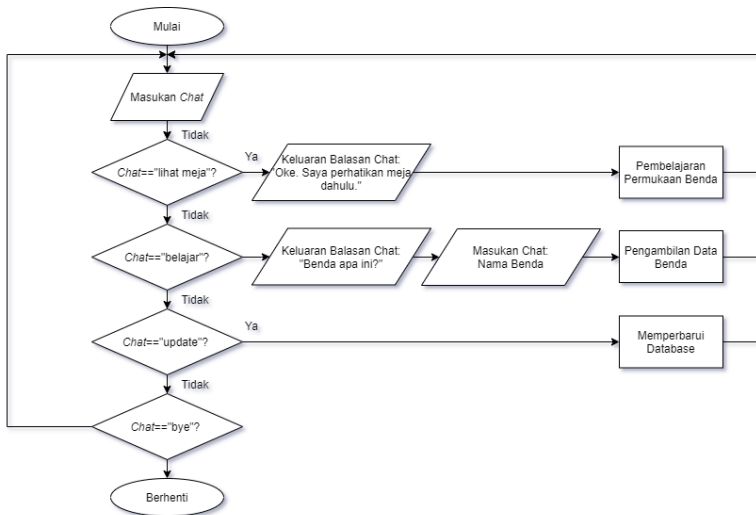 Mulai
Masukan Chat
Tidak
Chat=="lihat meja"?
Ya
Keluaran Balasan Chat:
"Oke. Saya perhatikan meja
dahulu."
Pembelajaran
Permukaan Benda
Tidak
Chat=="belajar"?
Keluaran Balasan Chat:
"Benda apa ini?"
Masukan Chat:
Nama Benda
Pengambilan Data
Benda
Tidak
Chat=="update"?
Ya
Memperbarui
Database
Tidak
Chat=="bye"?
Berhenti